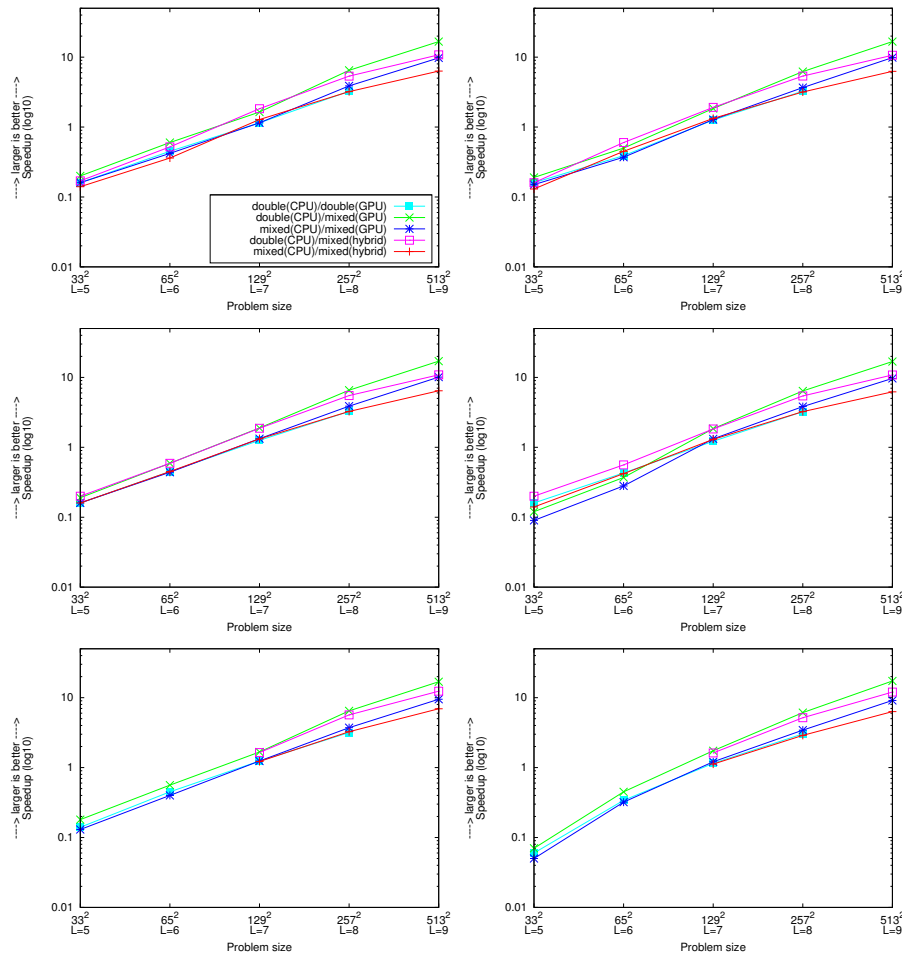 10
1
0.1
0.01
----> larger is better ---->
Speedup (log10)
double(CPU)/double(GPU)
double(CPU)/mixed(GPU)
mixed(CPU)/mixed(GPU)
double(CPU)/mixed(hybrid)
mixed(CPU)/mixed(hybrid)
33² 65² 129² 257² 513²
L=5 L=6 L=7 L=8 L=9
Problem size
10
1
0.1
0.01
----> larger is better ---->
Speedup (log10)
33² 65² 129² 257² 513²
L=5 L=6 L=7 L=8 L=9
Problem size
10
1
0.1
0.01
----> larger is better ---->
Speedup (log10)
33² 65² 129² 257² 513²
L=5 L=6 L=7 L=8 L=9
Problem size
10
1
0.1
0.01
----> larger is better ---->
Speedup (log10)
33² 65² 129² 257² 513²
L=5 L=6 L=7 L=8 L=9
Problem size
10
1
0.1
0.01
----> larger is better ---->
Speedup (log10)
33² 65² 129² 257² 513²
L=5 L=6 L=7 L=8 L=9
Problem size
10
1
0.1
0.01
----> larger is better ---->
Speedup (log10)
33² 65² 129² 257² 513²
L=5 L=6 L=7 L=8 L=9
Problem size